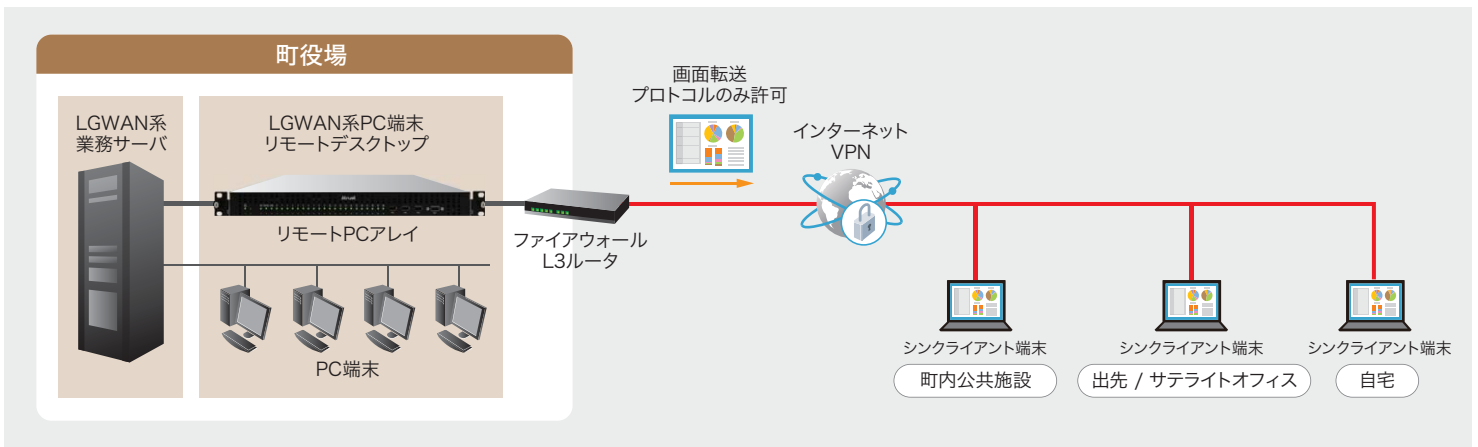 町役場
LGWAN系
業務サーバ
LGWAN系PC端末
リモートデスクトップ
リモートPCアレイ
PC端末
ファイアウォール
L3ルータ
画面転送
プロトコルのみ許可
インターネット
VPN
シンクライアント端末
町内公共施設
シンクライアント端末
出先 / サテライトオフィス
シンクライアント端末
自宅